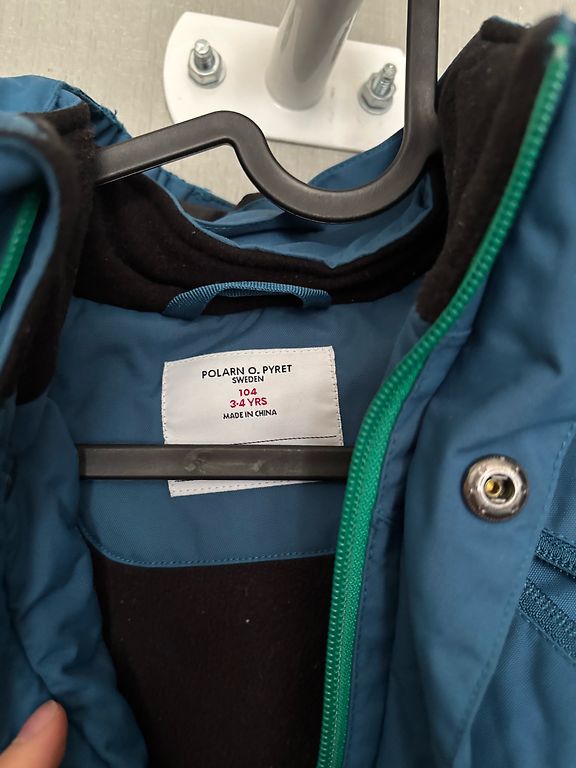 POLARN O. PYRET
SWEDEN
104
3-4 YRS
MADE IN CHINA